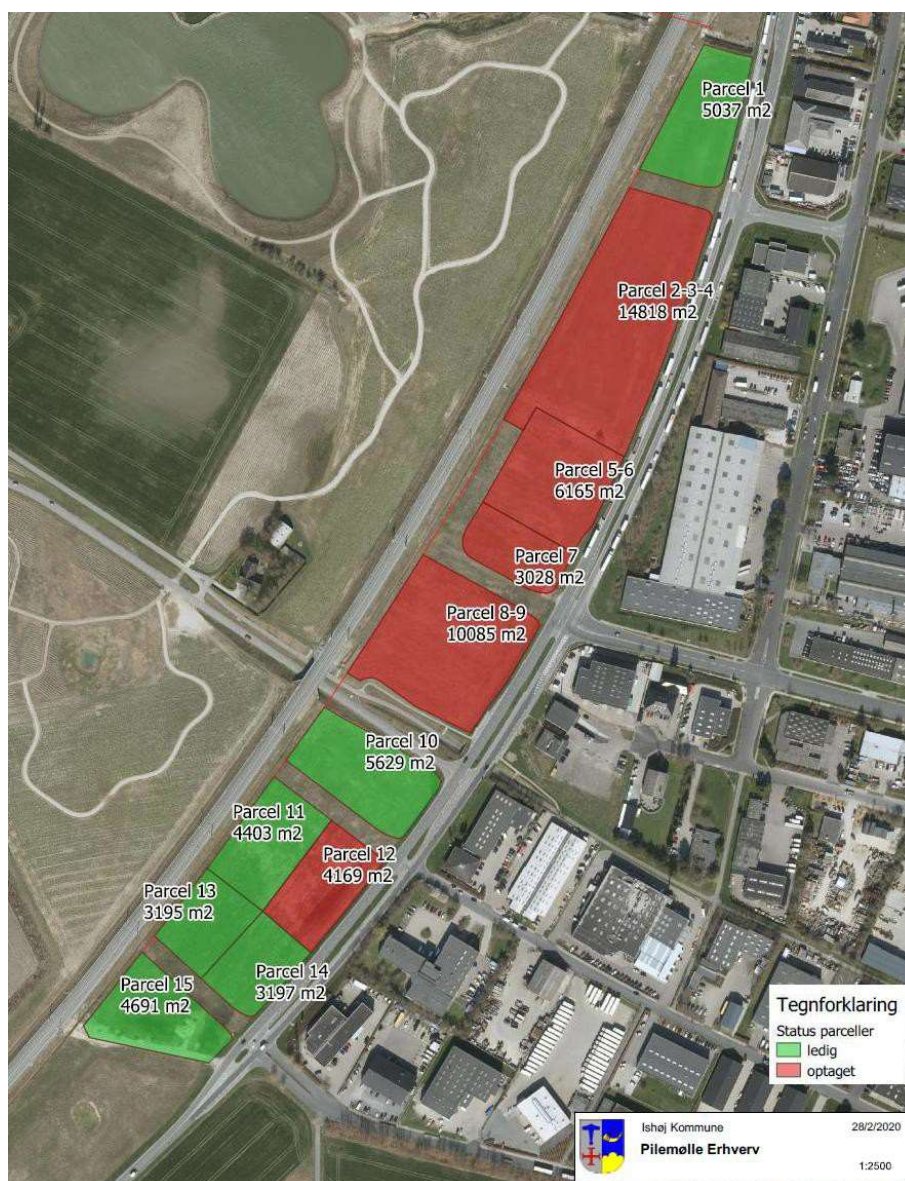 Parcel 1
5037 m2
Parcel 2-3-4
14818 m2
Parcel 5-6
6165 m2
Parcel 7
3028 m2
Parcel 8-9
10085 m2
Parcel 10
5629 m2
Parcel 11
4403 m2
Parcel 12
4169 m2
Parcel 13
3195 m2
Parcel 14
3197 m2
Parcel 15
4691 m2
Tegnforklaring
Status parceller
ledig
optaget
Ishøj Kommune
28/2/2020
Pilemølle Erhverv
1:2500